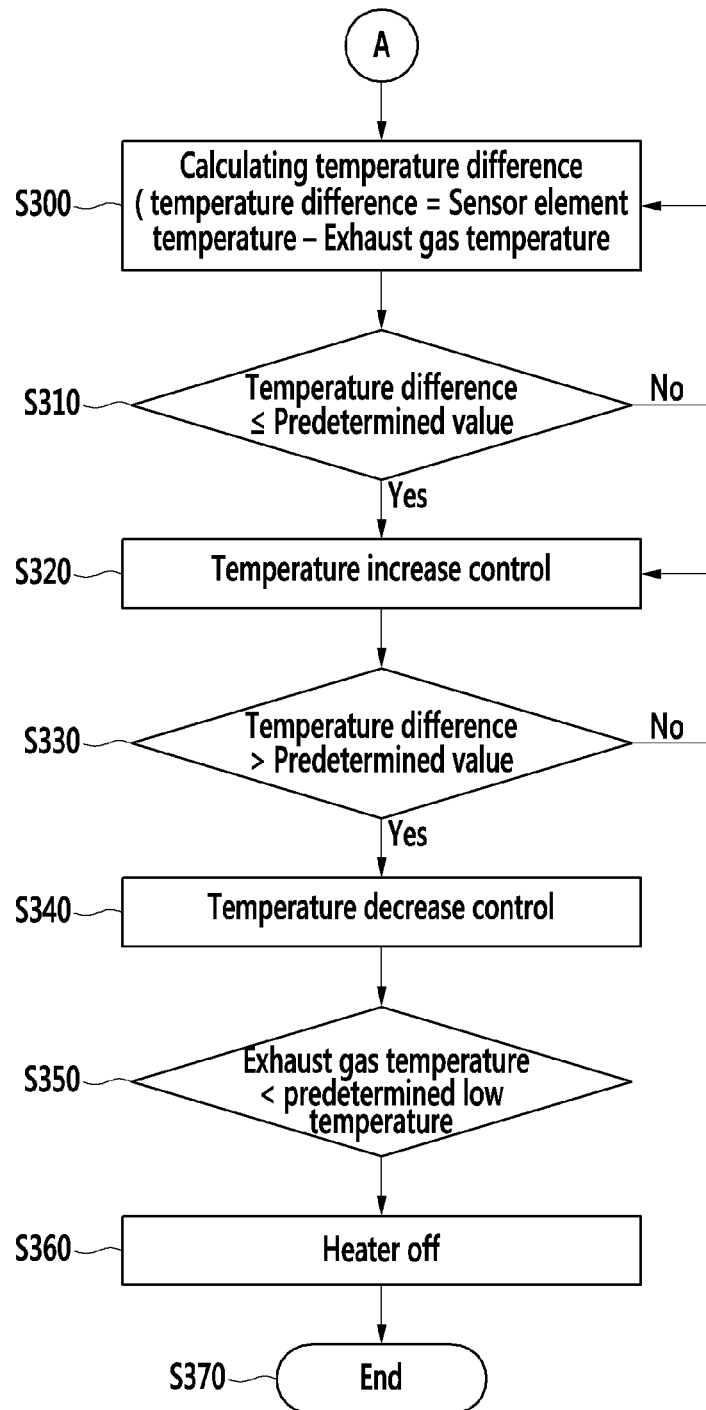 A
Calculating temperature difference
S300
( temperature difference = Sensor element
temperature – Exhaust gas temperature
S310
Temperature difference
≤ Predetermined value
No
Yes
S320
Temperature increase control
S330
Temperature difference
> Predetermined value
No
Yes
S340
Temperature decrease control
S350
Exhaust gas temperature
< predetermined low
temperature
S360
Heater off
S370
End